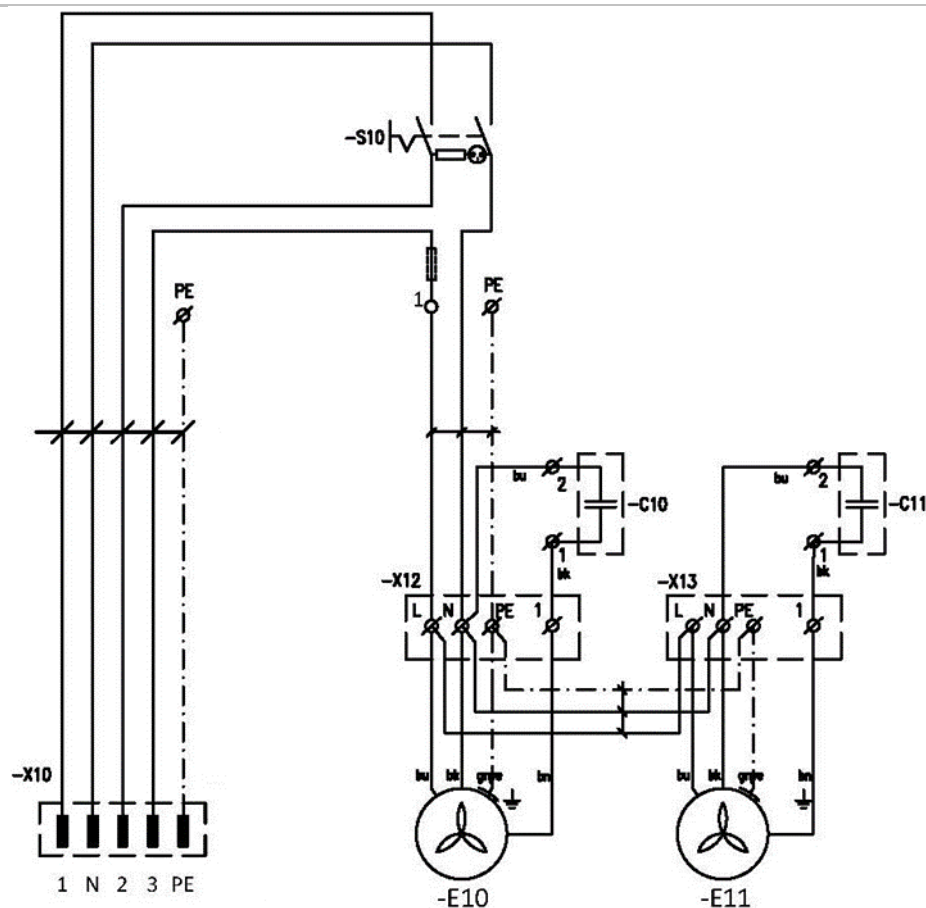 -S10
PE
PE
1
bu
2
-C10
bu
2
-C11
1
bk
1
bk
-X12
L N PE 1
-X13
L N PE 1
-X10
bu bk gnye bn
bu bk gnye bn
1 N 2 3 PE
-E10
-E11